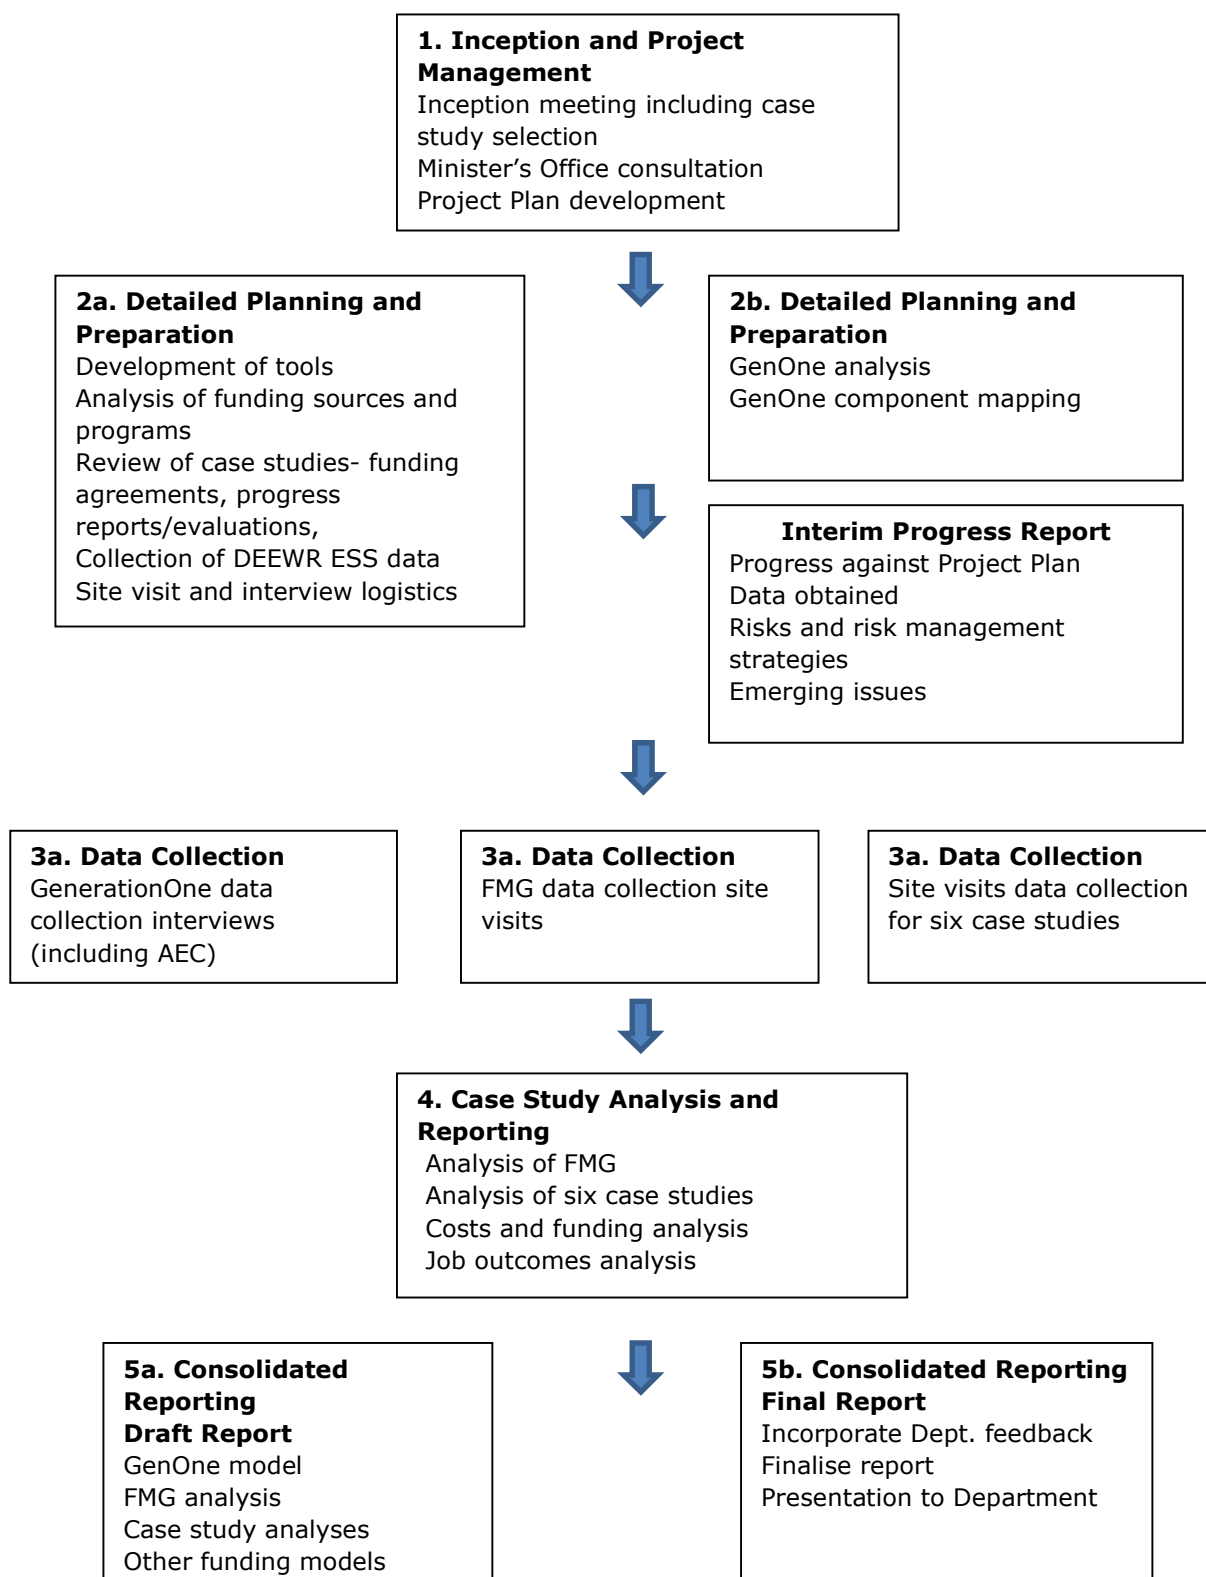 1. Inception and Project
Management
Inception meeting including case
study selection
Minister’s Office consultation
Project Plan development
2a. Detailed Planning and
Preparation
Development of tools
Analysis of funding sources and
programs
Review of case studies- funding
agreements, progress
reports/evaluations,
Collection of DEEWR ESS data
Site visit and interview logistics
2b. Detailed Planning and
Preparation
GenOne analysis
GenOne component mapping
Interim Progress Report
Progress against Project Plan
Data obtained
Risks and risk management
strategies
Emerging issues
3a. Data Collection
GenerationOne data
collection interviews
(including AEC)
3a. Data Collection
FMG data collection site
visits
3a. Data Collection
Site visits data collection
for six case studies
4. Case Study Analysis and
Reporting
Analysis of FMG
Analysis of six case studies
Costs and funding analysis
Job outcomes analysis
5a. Consolidated
Reporting
Draft Report
GenOne model
FMG analysis
Case study analyses
Other funding models
5b. Consolidated Reporting
Final Report
Incorporate Dept. feedback
Finalise report
Presentation to Department